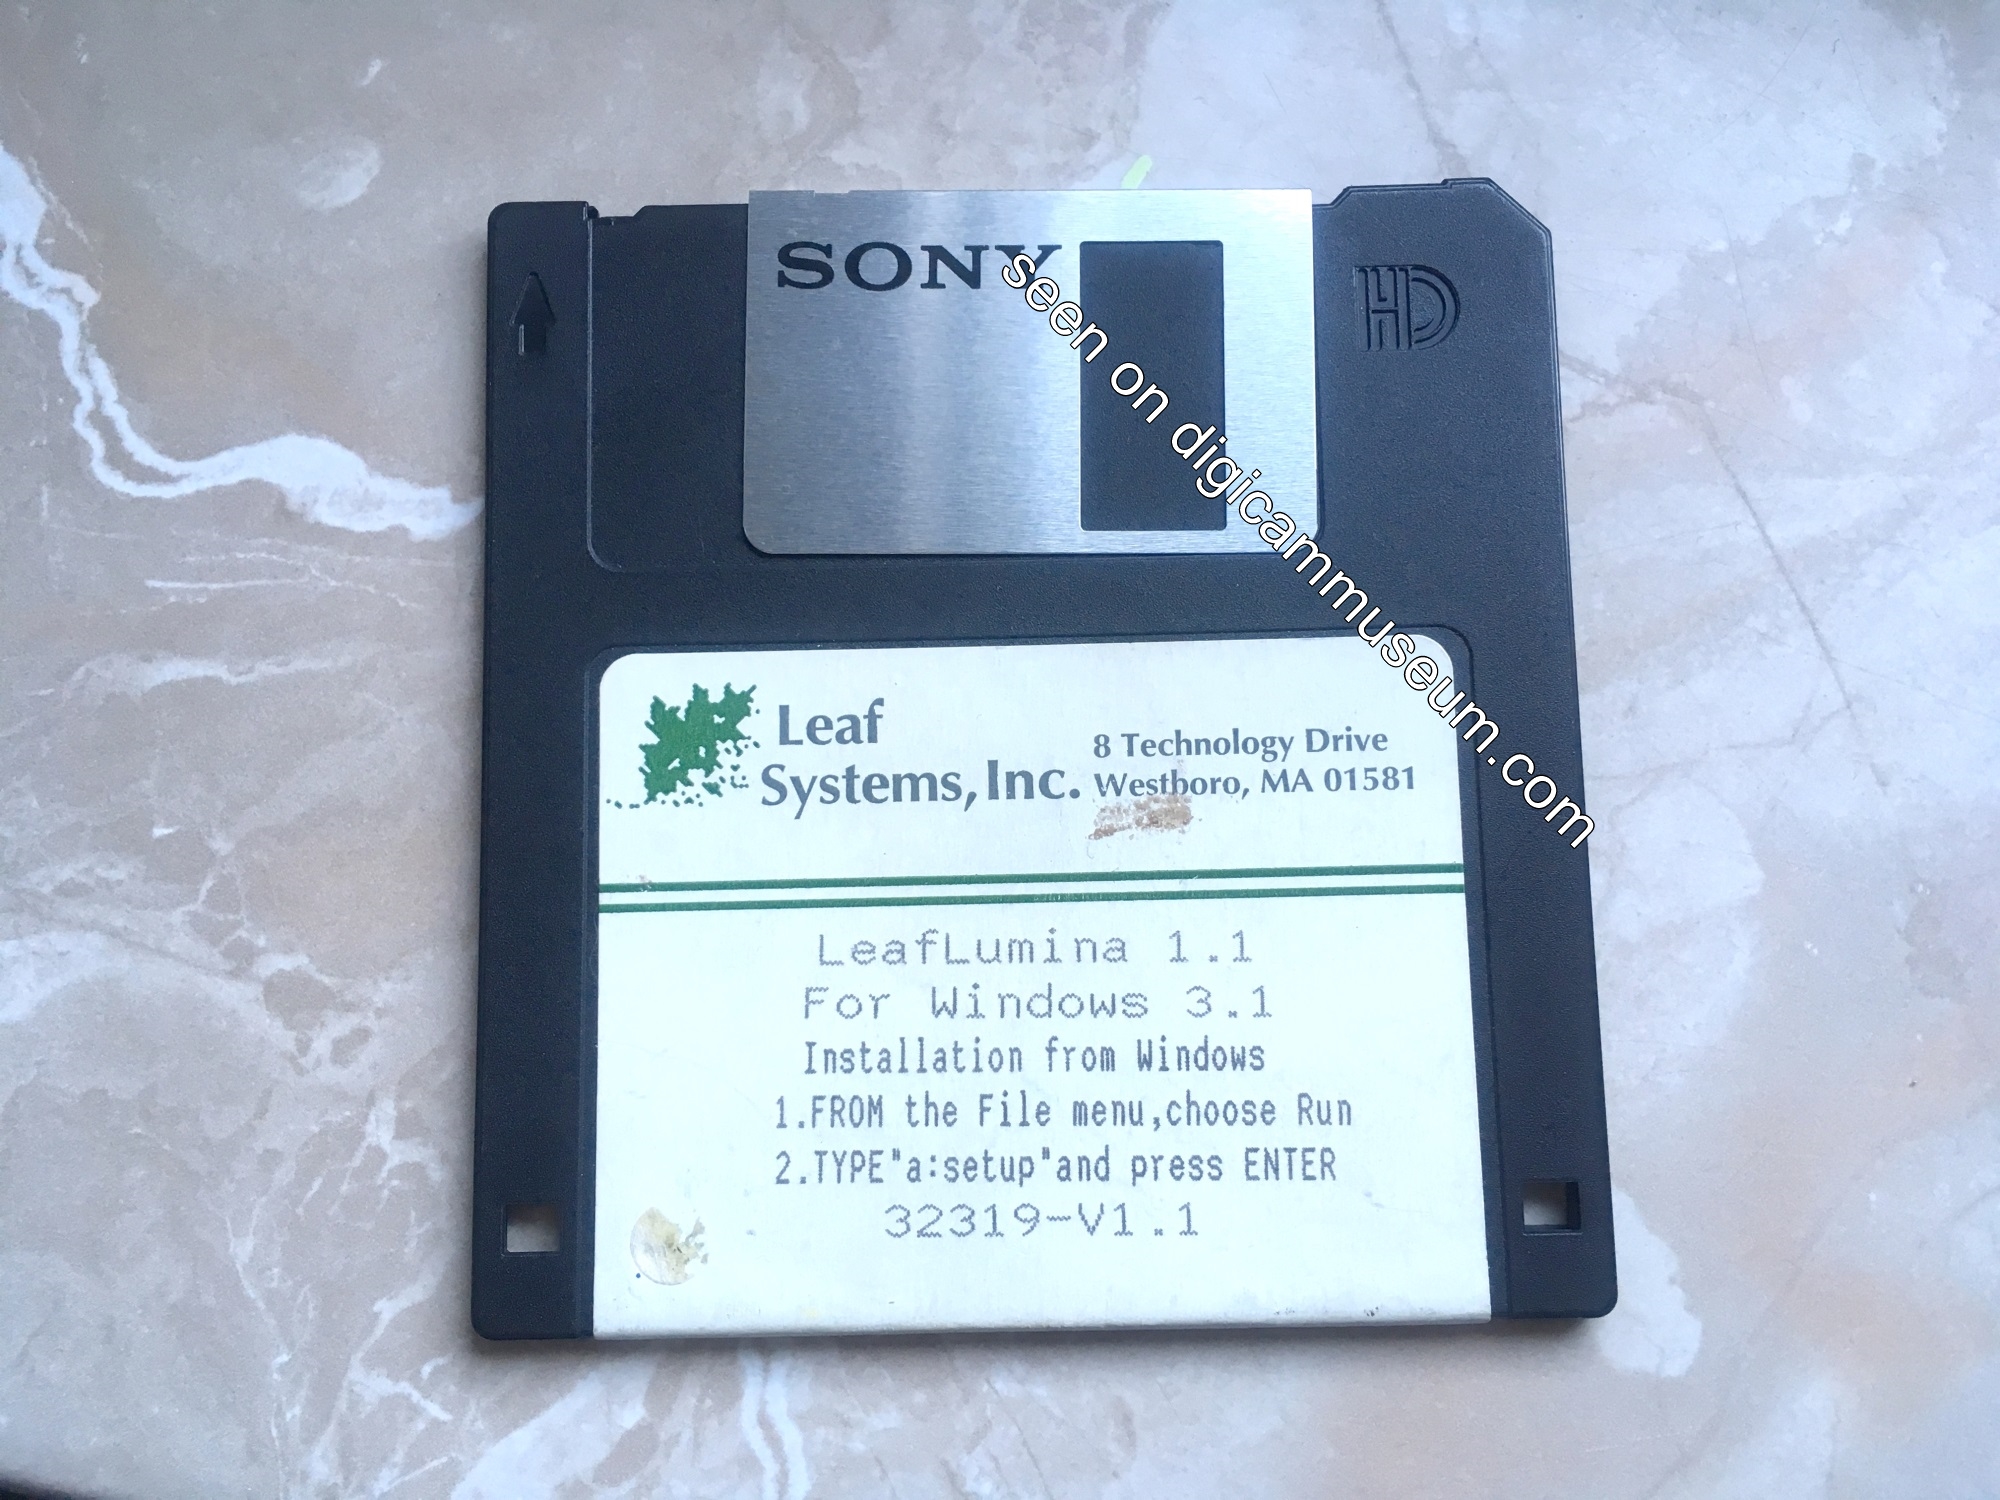 SONY
HD
seen on digicammuseum.com
Leaf
Systems, Inc.
8 Technology Drive
Westboro, MA 01581
LeafLumina 1.1
For Windows 3.1
Installation from Windows
1.FROM the File menu,choose Run
2.TYPE"a:setup"and press ENTER
32319-V1.1